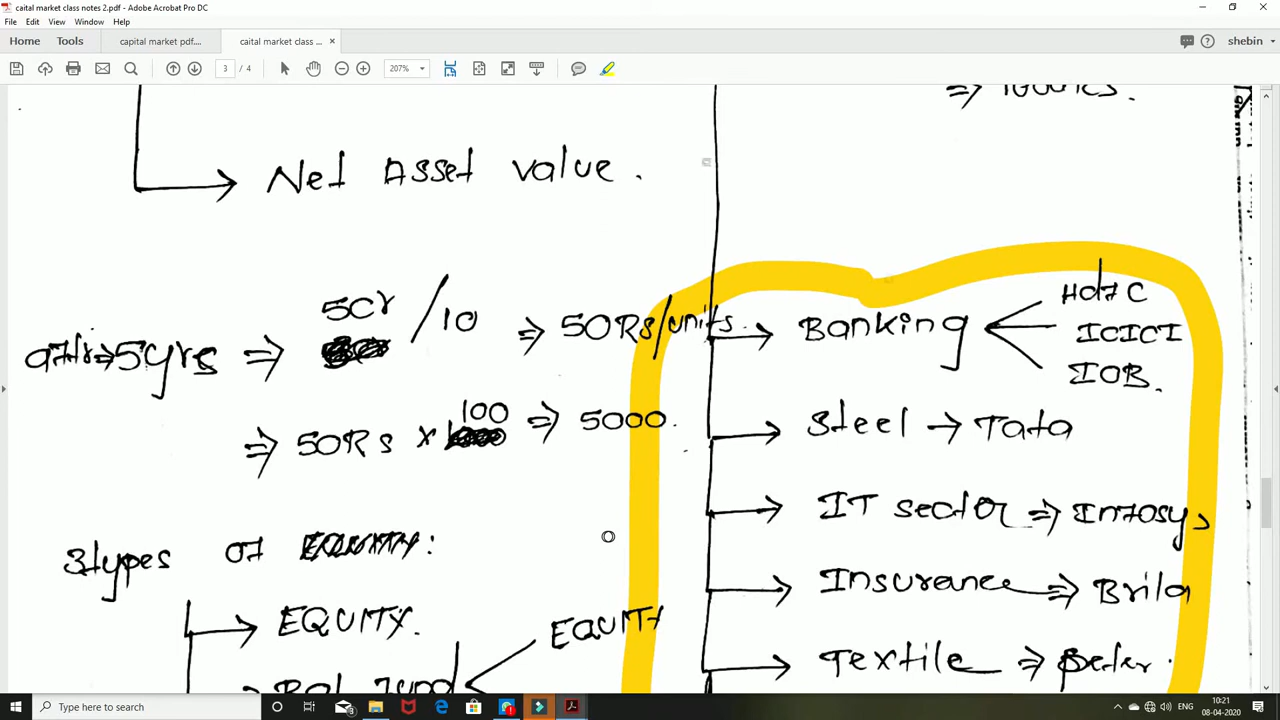 caital market class notes 2.pdf - Adobe Acrobat Pro DC
File Edit View Window Help
Home Tools capital market pdf.... caital market class ... × shebin
3 / 4 207%
Net Asset value.
5Cr /10 => 50Rs/units.
5yrs =>
=> 50Rs x 100 => 5000.
3types of EQUITY:
EQUITY.
EQUITY
Banking
HDFC
ICICI
IOB.
Steel → Tata
IT sector => Infosys
Insurance => Brila
Textile =>
Type here to search
10:21
08-04-2020